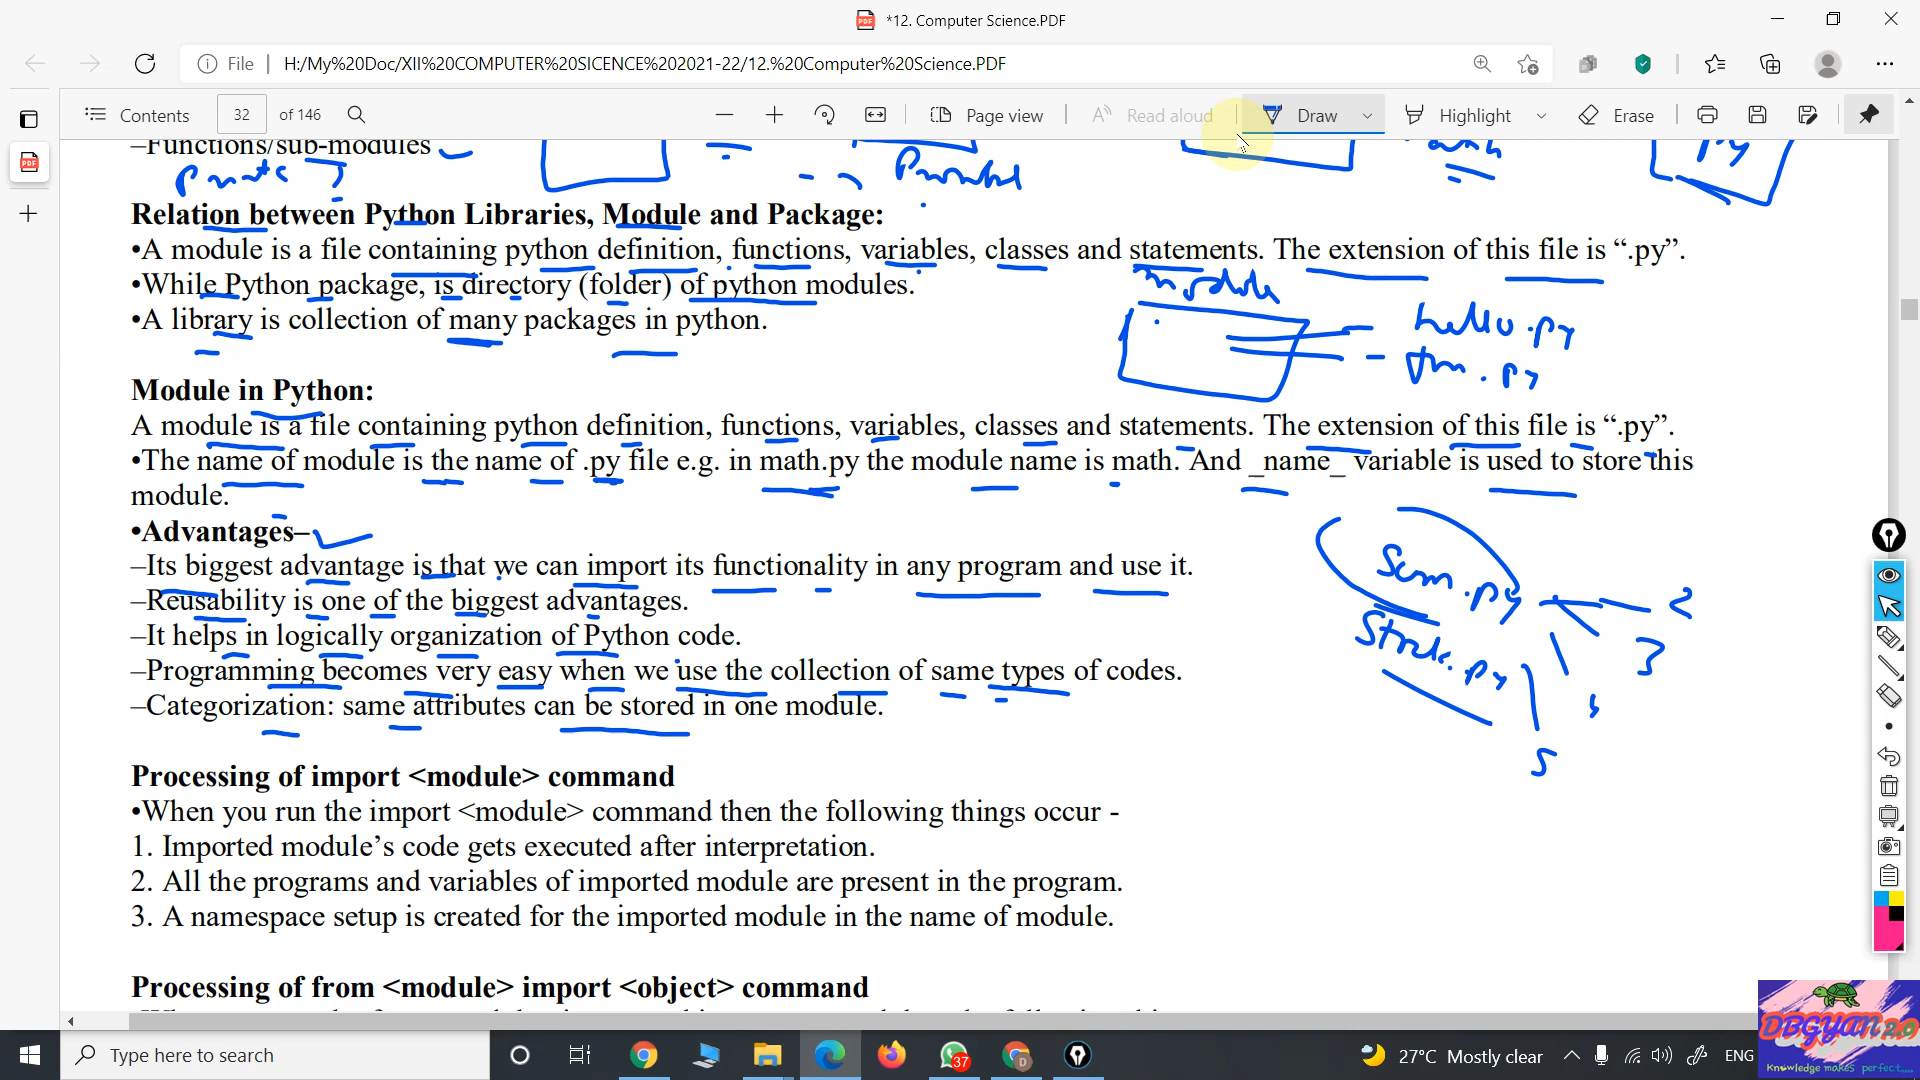 *12. Computer Science.PDF
File
H:/My%20Doc/XII%20COMPUTER%20SICENCE%202021-22/12.%20Computer%20Science.PDF
Contents 32 of 146 Page view Read aloud Draw Highlight Erase
–Functions/sub-modules
Relation between Python Libraries, Module and Package:
•A module is a file containing python definition, functions, variables, classes and statements. The extension of this file is “.py”.
•While Python package, is directory (folder) of python modules.
module
•A library is collection of many packages in python.
hello.py
Module in Python:
A module is a file containing python definition, functions, variables, classes and statements. The extension of this file is “.py”.
•The name of module is the name of .py file e.g. in math.py the module name is math. And _name_ variable is used to store this
module.
•Advantages–
–Its biggest advantage is that we can import its functionality in any program and use it.
Sum.py
–Reusability is one of the biggest advantages.
2
–It helps in logically organization of Python code.
3
–Programming becomes very easy when we use the collection of same types of codes.
–Categorization: same attributes can be stored in one module.
5
Processing of import <module> command
•When you run the import <module> command then the following things occur -
1. Imported module’s code gets executed after interpretation.
2. All the programs and variables of imported module are present in the program.
3. A namespace setup is created for the imported module in the name of module.
Processing of from <module> import <object> command
DBGYAN 2.0
Knowledge makes perfect....
Type here to search
37
D
27°C Mostly clear
ENG